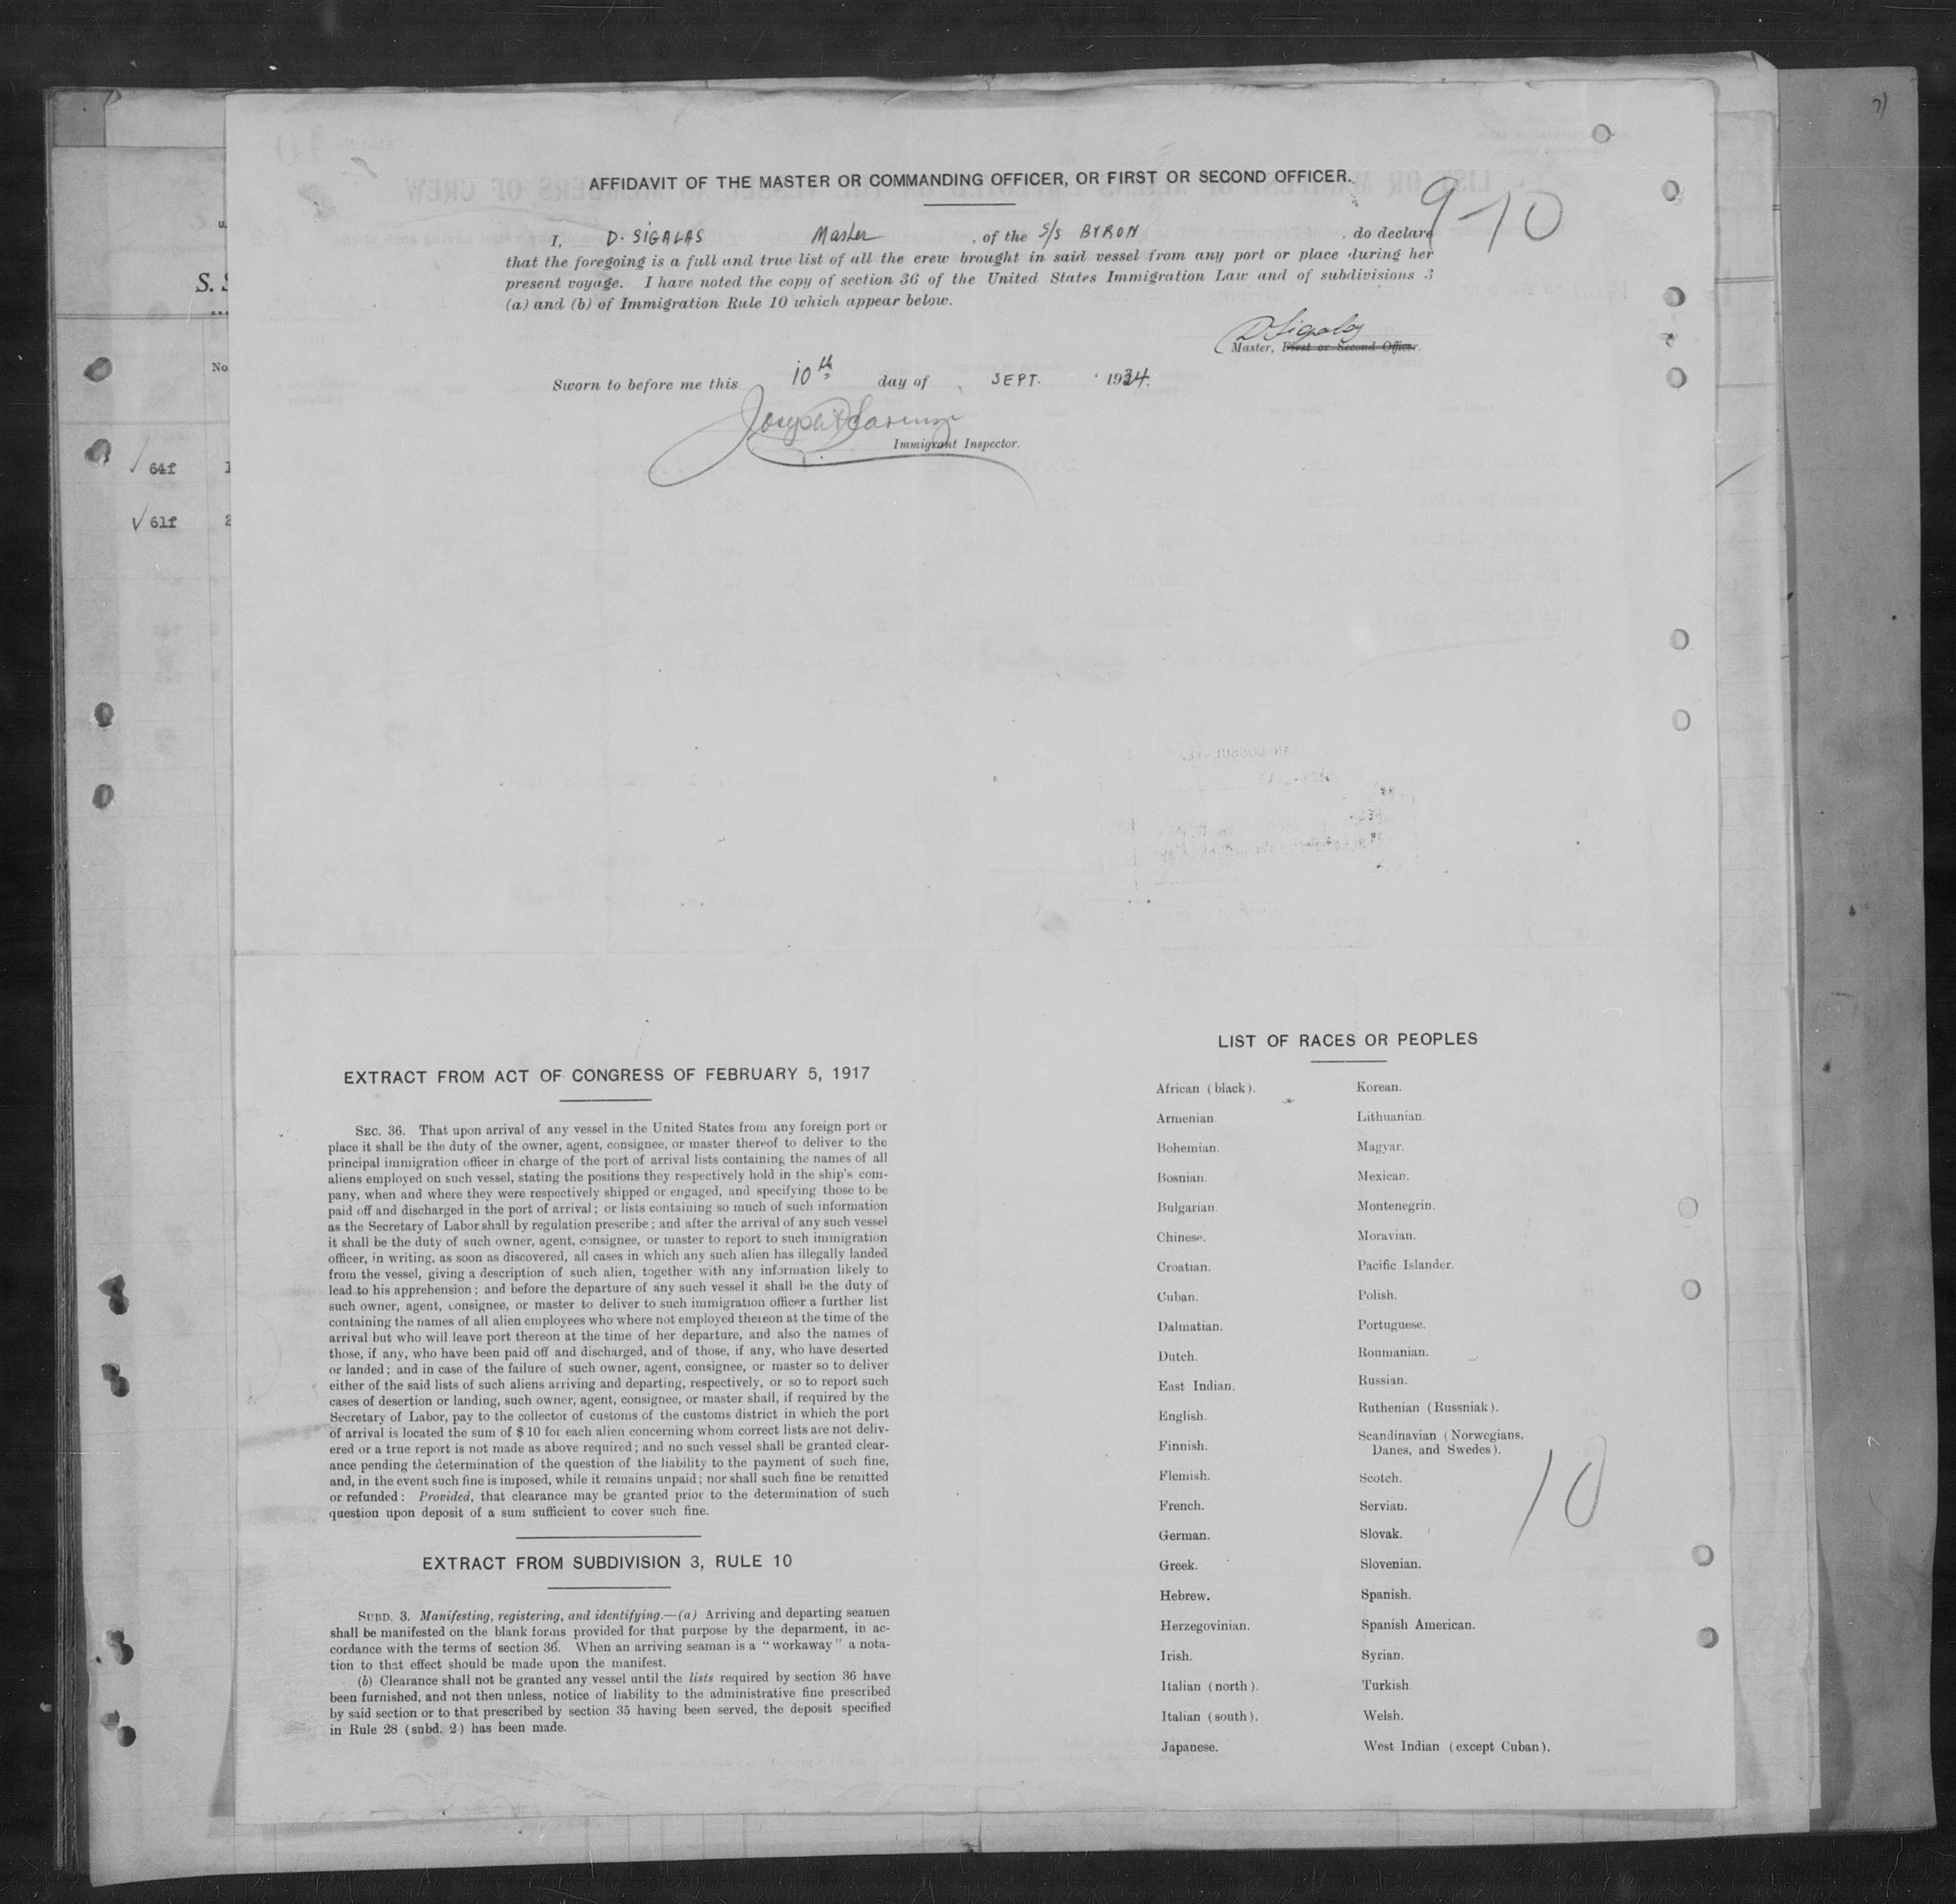 AFFIDAVIT OF THE MASTER OR COMMANDING OFFICER, OR FIRST OR SECOND OFFICER.
9-10
I, D. SIGALAS Master, of the S/S BYRON, do declare
that the foregoing is a full and true list of all the crew brought in said vessel from any port or place during her
present voyage. I have noted the copy of section 36 of the United States Immigration Law and of subdivisions 3
(a) and (b) of Immigration Rule 10 which appear below.
D Sigalas
Master, First or Second Officer.
Sworn to before me this 10th day of SEPT. 1924.
Joseph
Immigrant Inspector.
S. S
No
64f 1
61f 2
EXTRACT FROM ACT OF CONGRESS OF FEBRUARY 5, 1917
SEC. 36. That upon arrival of any vessel in the United States from any foreign port or
place it shall be the duty of the owner, agent, consignee, or master thereof to deliver to the
principal immigration officer in charge of the port of arrival lists containing the names of all
aliens employed on such vessel, stating the positions they respectively hold in the ship's com-
pany, when and where they were respectively shipped or engaged, and specifying those to be
paid off and discharged in the port of arrival; or lists containing so much of such information
as the Secretary of Labor shall by regulation prescribe; and after the arrival of any such vessel
it shall be the duty of such owner, agent, consignee, or master to report to such immigration
officer, in writing, as soon as discovered, all cases in which any such alien has illegally landed
from the vessel, giving a description of such alien, together with any information likely to
lead to his apprehension; and before the departure of any such vessel it shall be the duty of
such owner, agent, consignee, or master to deliver to such immigration officer a further list
containing the names of all alien employees who where not employed thereon at the time of the
arrival but who will leave port thereon at the time of her departure, and also the names of
those, if any, who have been paid off and discharged, and of those, if any, who have deserted
or landed; and in case of the failure of such owner, agent, consignee, or master so to deliver
either of the said lists of such aliens arriving and departing, respectively, or so to report such
cases of desertion or landing, such owner, agent, consignee, or master shall, if required by the
Secretary of Labor, pay to the collector of customs of the customs district in which the port
of arrival is located the sum of $ 10 for each alien concerning whom correct lists are not deliv-
ered or a true report is not made as above required; and no such vessel shall be granted clear-
ance pending the determination of the question of the liability to the payment of such fine,
and, in the event such fine is imposed, while it remains unpaid; nor shall such fine be remitted
or refunded: Provided, that clearance may be granted prior to the determination of such
question upon deposit of a sum sufficient to cover such fine.
EXTRACT FROM SUBDIVISION 3, RULE 10
SUBD. 3. Manifesting, registering, and identifying.—(a) Arriving and departing seamen
shall be manifested on the blank forms provided for that purpose by the deparment, in ac-
cordance with the terms of section 36. When an arriving seaman is a "workaway" a nota-
tion to that effect should be made upon the manifest.
(b) Clearance shall not be granted any vessel until the lists required by section 36 have
been furnished, and not then unless, notice of liability to the administrative fine prescribed
by said section or to that prescribed by section 35 having been served, the deposit specified
in Rule 28 (subd. 2) has been made.
LIST OF RACES OR PEOPLES
African (black).
Armenian.
Bohemian.
Bosnian.
Bulgarian.
Chinese.
Croatian.
Cuban.
Dalmatian.
Dutch.
East Indian.
English.
Finnish.
Flemish.
French.
German.
Greek.
Hebrew.
Herzegovinian.
Irish.
Italian (north).
Italian (south).
Japanese.
Korean.
Lithuanian.
Magyar.
Mexican.
Montenegrin.
Moravian.
Pacific Islander.
Polish.
Portuguese.
Roumanian.
Russian.
Ruthenian (Russniak).
Scandinavian (Norwegians,
Danes, and Swedes).
Scotch.
Servian.
Slovak.
Slovenian.
Spanish.
Spanish American.
Syrian.
Turkish.
Welsh.
West Indian (except Cuban).
10